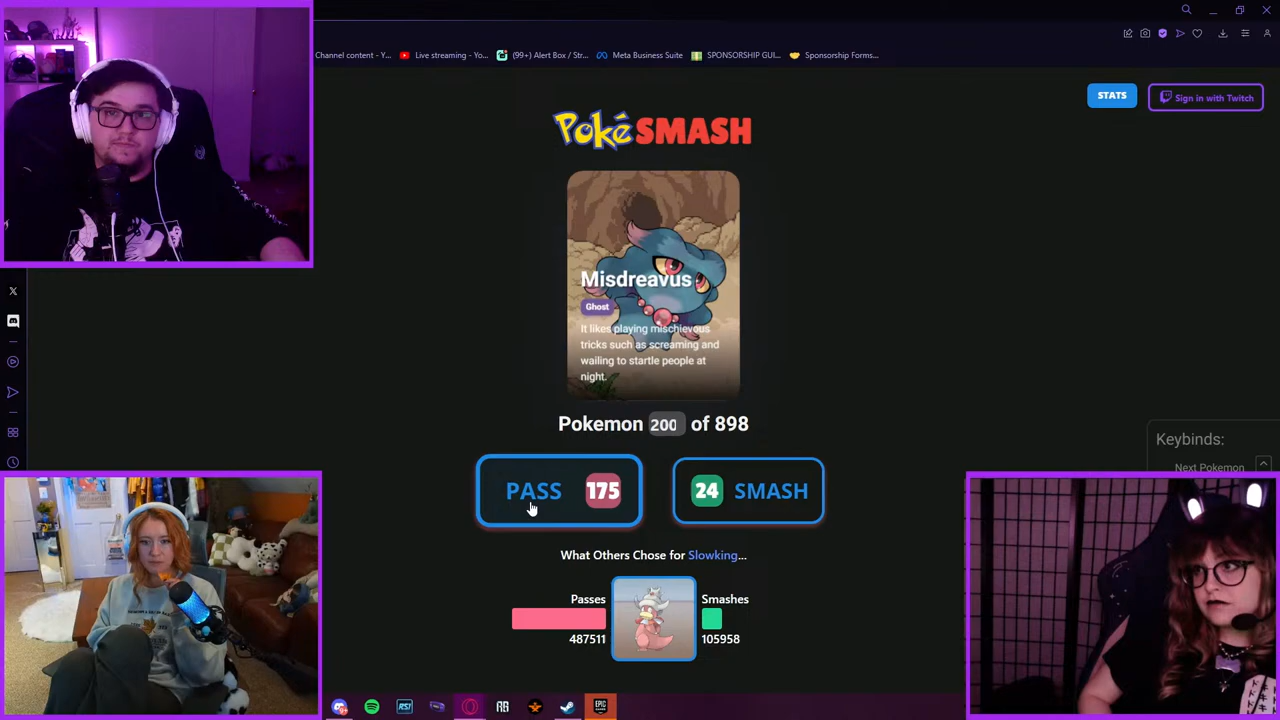 Channel content - Y...
Live streaming - Yo...
(99+) Alert Box / Str...
Meta Business Suite
SPONSORSHIP GUI...
Sponsorship Forms...
STATS
Sign in with Twitch
PokéSMASH
Misdreavus
Ghost
It likes playing mischievous
tricks such as screaming and
wailing to startle people at
night.
Pokemon 200 of 898
PASS 175
24 SMASH
Keybinds:
Next Pokemon
What Others Chose for Slowking...
Passes
487511
Smashes
105958
RSI
EPIC
GAMES